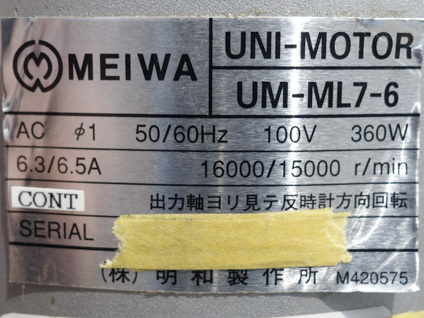 MEIWA
UNI-MOTOR
UM-ML7-6
AC φ1 50/60Hz 100V 360W
6.3/6.5A 16000/15000 r/min
CONT 出力軸ヨリ見テ反時計方向回転
SERIAL
(株)明和製作所 M420575